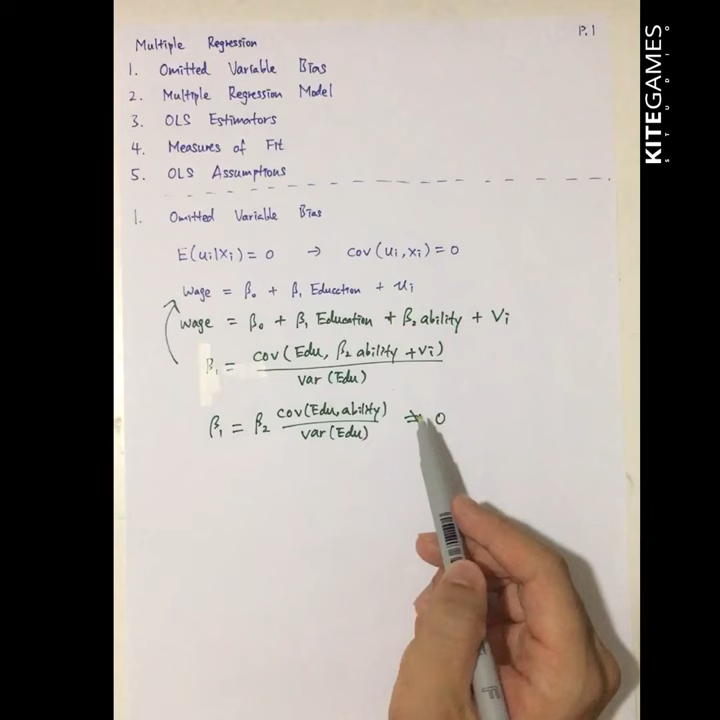 P.1
Multiple Regression
1. Omitted Variable Bias
2. Multiple Regression Model
3. OLS Estimators
4. Measures of Fit
5. OLS Assumptions
1. Omitted Variable Bias
E(uᵢ|xᵢ) = 0 → cov(uᵢ, xᵢ) = 0
wage = β₀ + β₁ Education + uᵢ
wage = β₀ + β₁ Education + β₂ ability + Vᵢ
β₁ = cov(Edu, β₂ ability + Vᵢ)
var(Edu)
β₁ = β₂ cov(Edu, ability) ≠ 0
var(Edu)
KITEGAMES
STUDIO